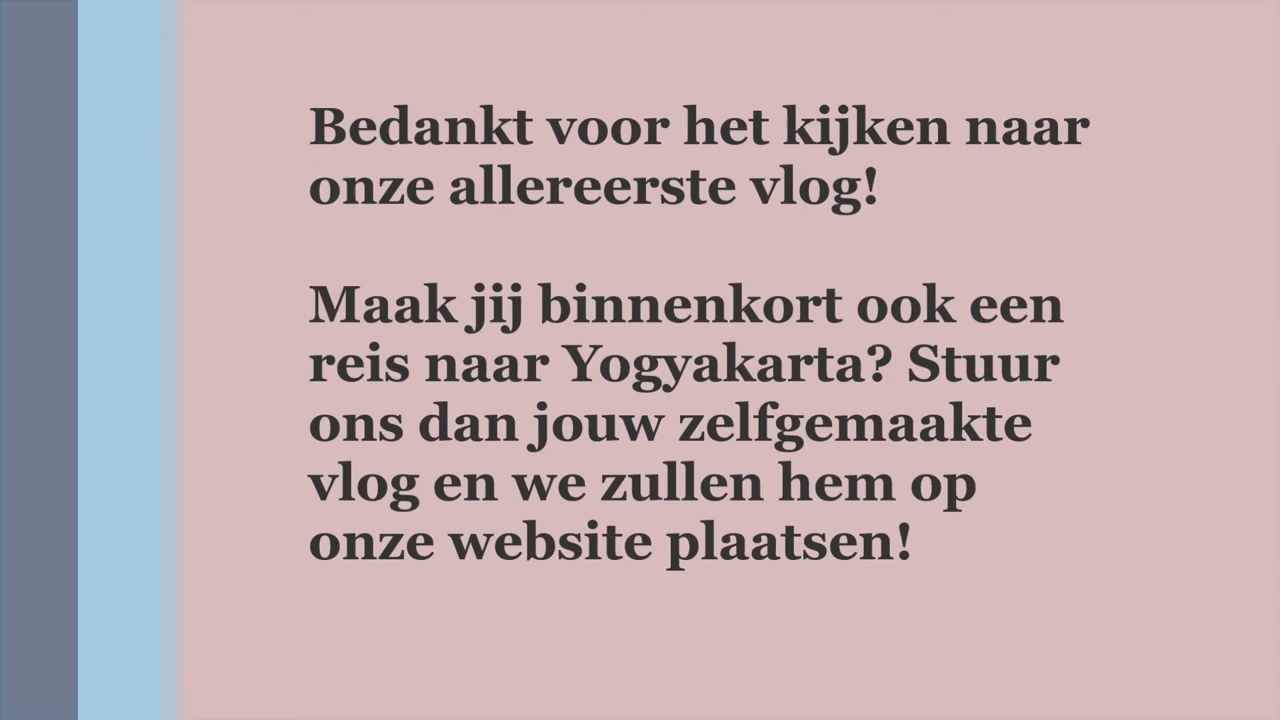 Bedankt voor het kijken naar
onze allereerste vlog!
Maak jij binnenkort ook een
reis naar Yogyakarta? Stuur
ons dan jouw zelfgemaakte
vlog en we zullen hem op
onze website plaatsen!